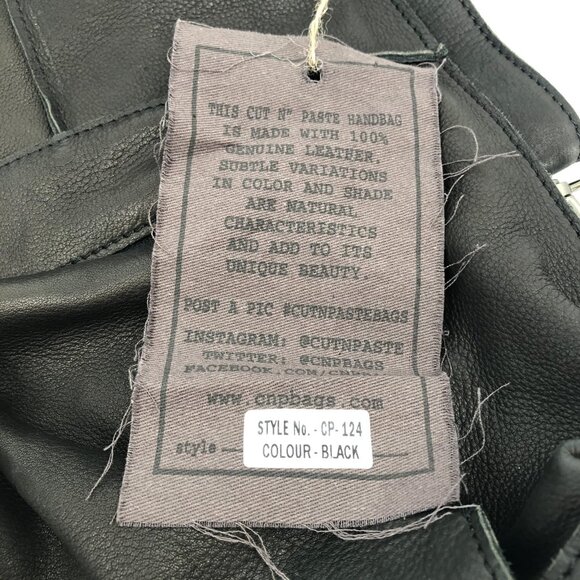 THIS CUT N" PASTE HANDBAG
IS MADE WITH 100%
GENUINE LEATHER.
SUBTLE VARIATIONS
IN COLOR AND SHADE
ARE NATURAL
CHARACTERISTICS
AND ADD TO ITS
UNIQUE BEAUTY.
POST A PIC #CUTNPASTEBAGS
INSTAGRAM: @CUTNPASTE
TWITTER: @CNPBAGS
www.cnpbags.com
style
STYLE No. - CP- 124
COLOUR - BLACK